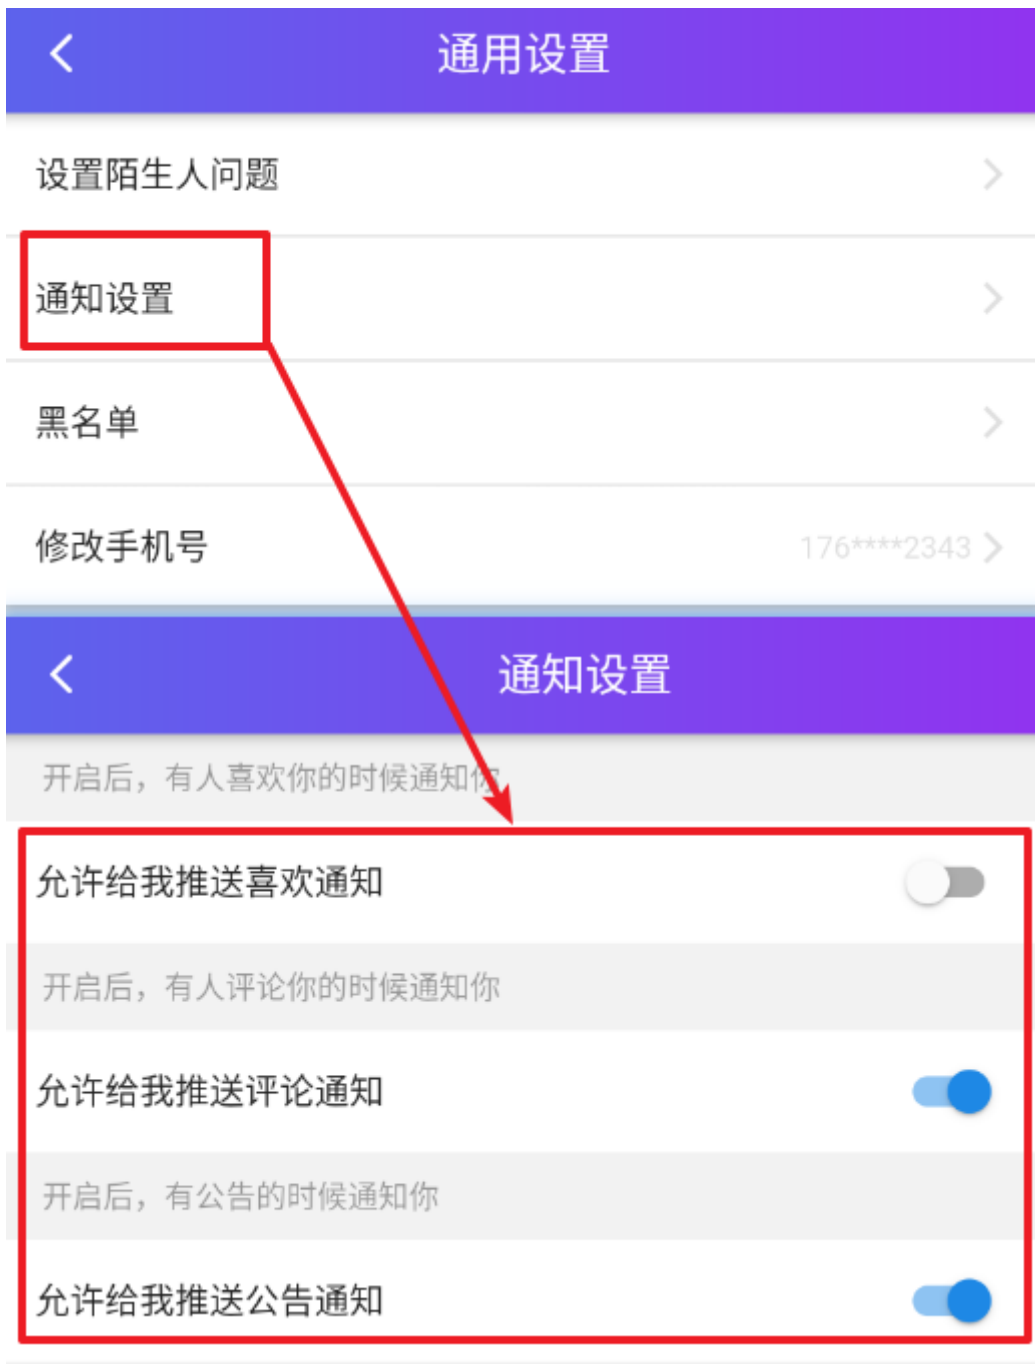 通用设置
设置陌生人问题
通知设置
黑名单
修改手机号 176****2343
通知设置
开启后，有人喜欢你的时候通知你
允许给我推送喜欢通知
开启后，有人评论你的时候通知你
允许给我推送评论通知
开启后，有公告的时候通知你
允许给我推送公告通知